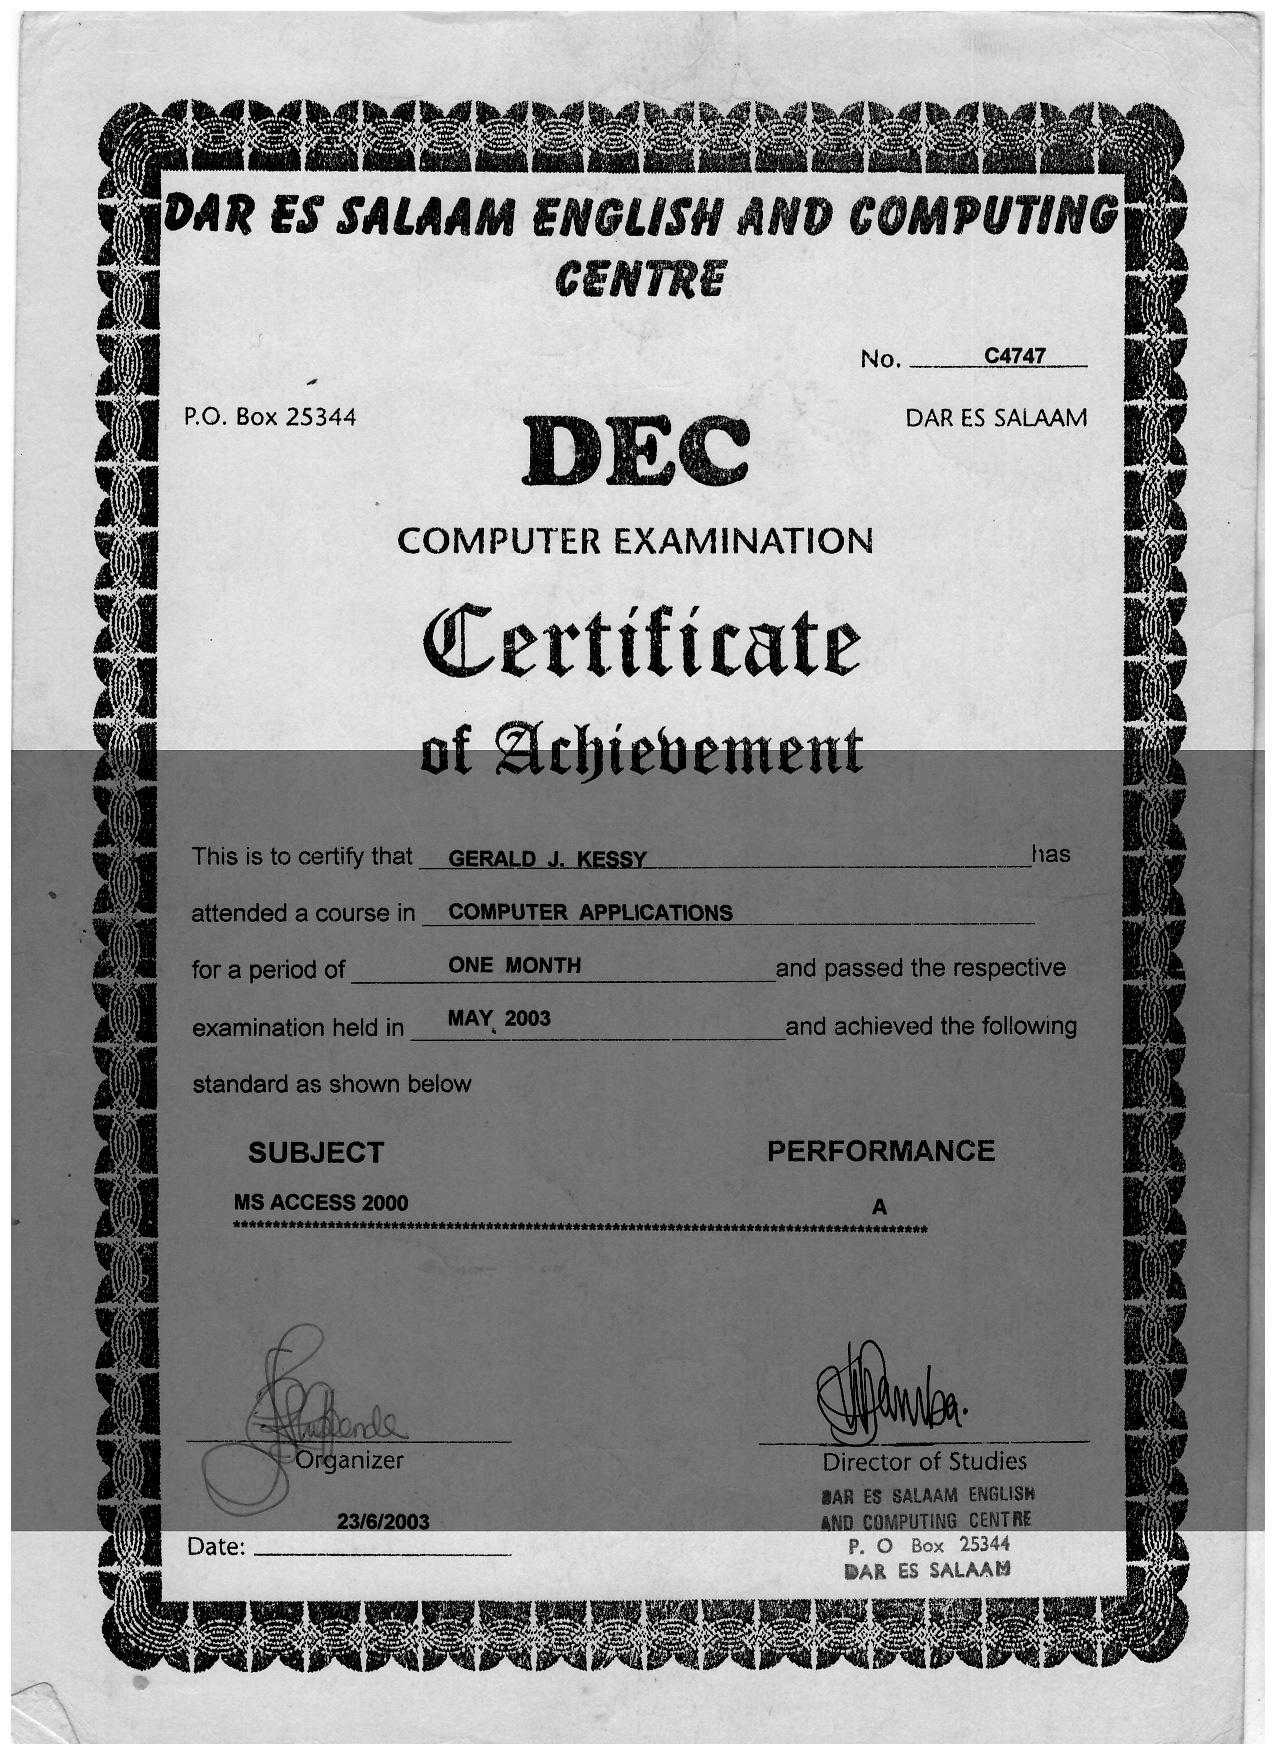 DAR ES SALAAM ENGLISH AND COMPUTING
CENTRE
No. C4747
P.O. Box 25344
DAR ES SALAAM
DEC
COMPUTER EXAMINATION
Certificate
of Achievement
This is to certify that GERALD J. KESSY has
attended a course in COMPUTER APPLICATIONS
for a period of ONE MONTH and passed the respective
examination held in MAY, 2003 and achieved the following
standard as shown below
SUBJECT PERFORMANCE
MS ACCESS 2000 A
Organizer
Director of Studies
DAR ES SALAAM ENGLISH
AND COMPUTING CENTRE
P. O Box 25344
DAR ES SALAAM
Date: 23/6/2003